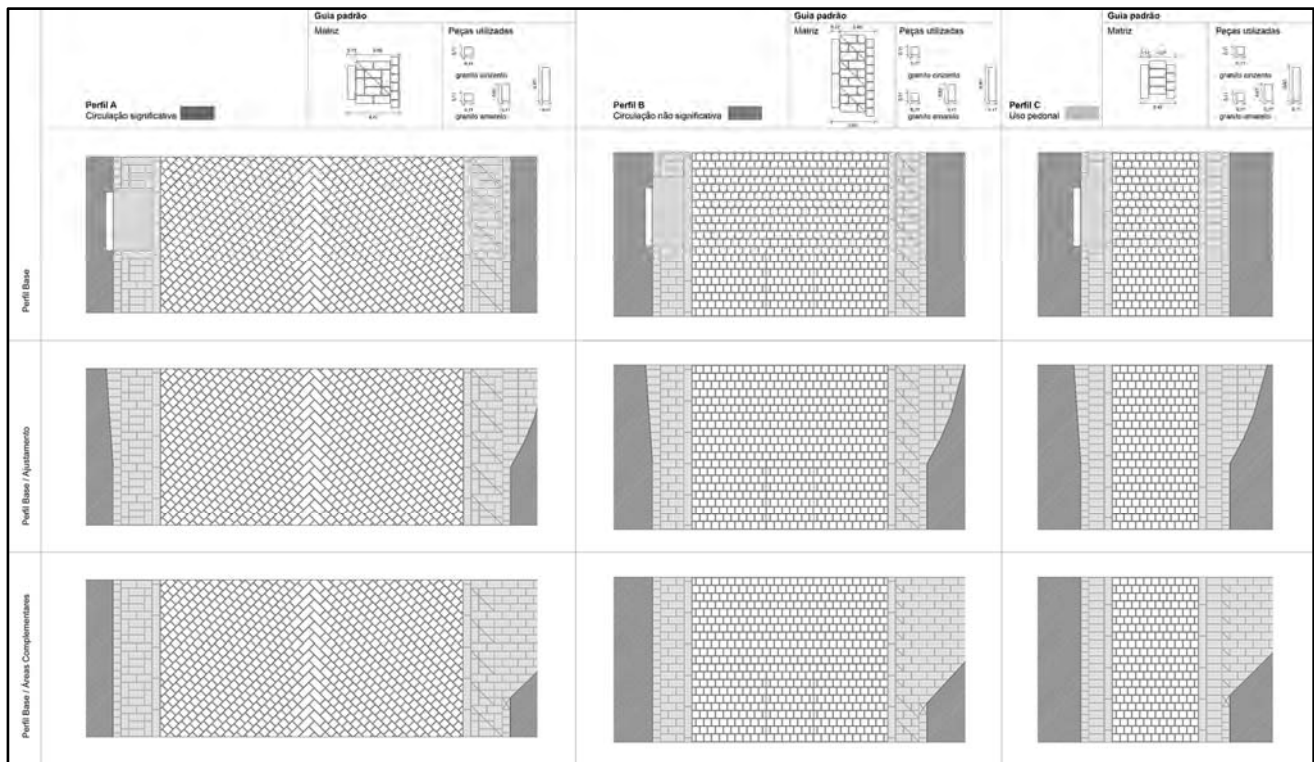 Guia padrão
Matriz
Peças utilizadas
granito cinzento
granito amarelo
Perfil A
Circulação significativa
Guia padrão
Matriz
Peças utilizadas
granito cinzento
granito amarelo
Perfil B
Circulação não significativa
Guia padrão
Matriz
Peças utilizadas
granito cinzento
granito amarelo
Perfil C
Uso pedonal
Perfil Base
Perfil Base / Ajustamento
Perfil Base / Áreas Complementares